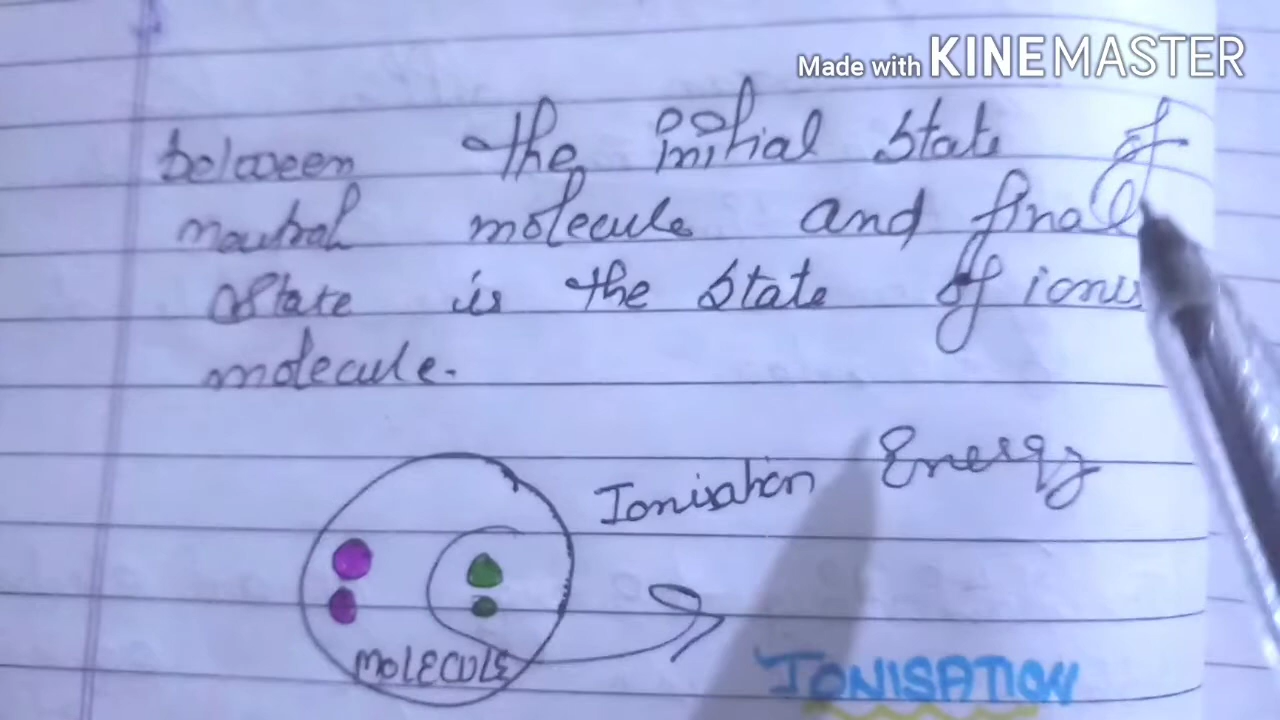 Made with KINEMASTER
between the initial state of
neutral molecule and final
state is the state of ionis
molecule.
Ionisation Energy
MOLECULE
IONISATION